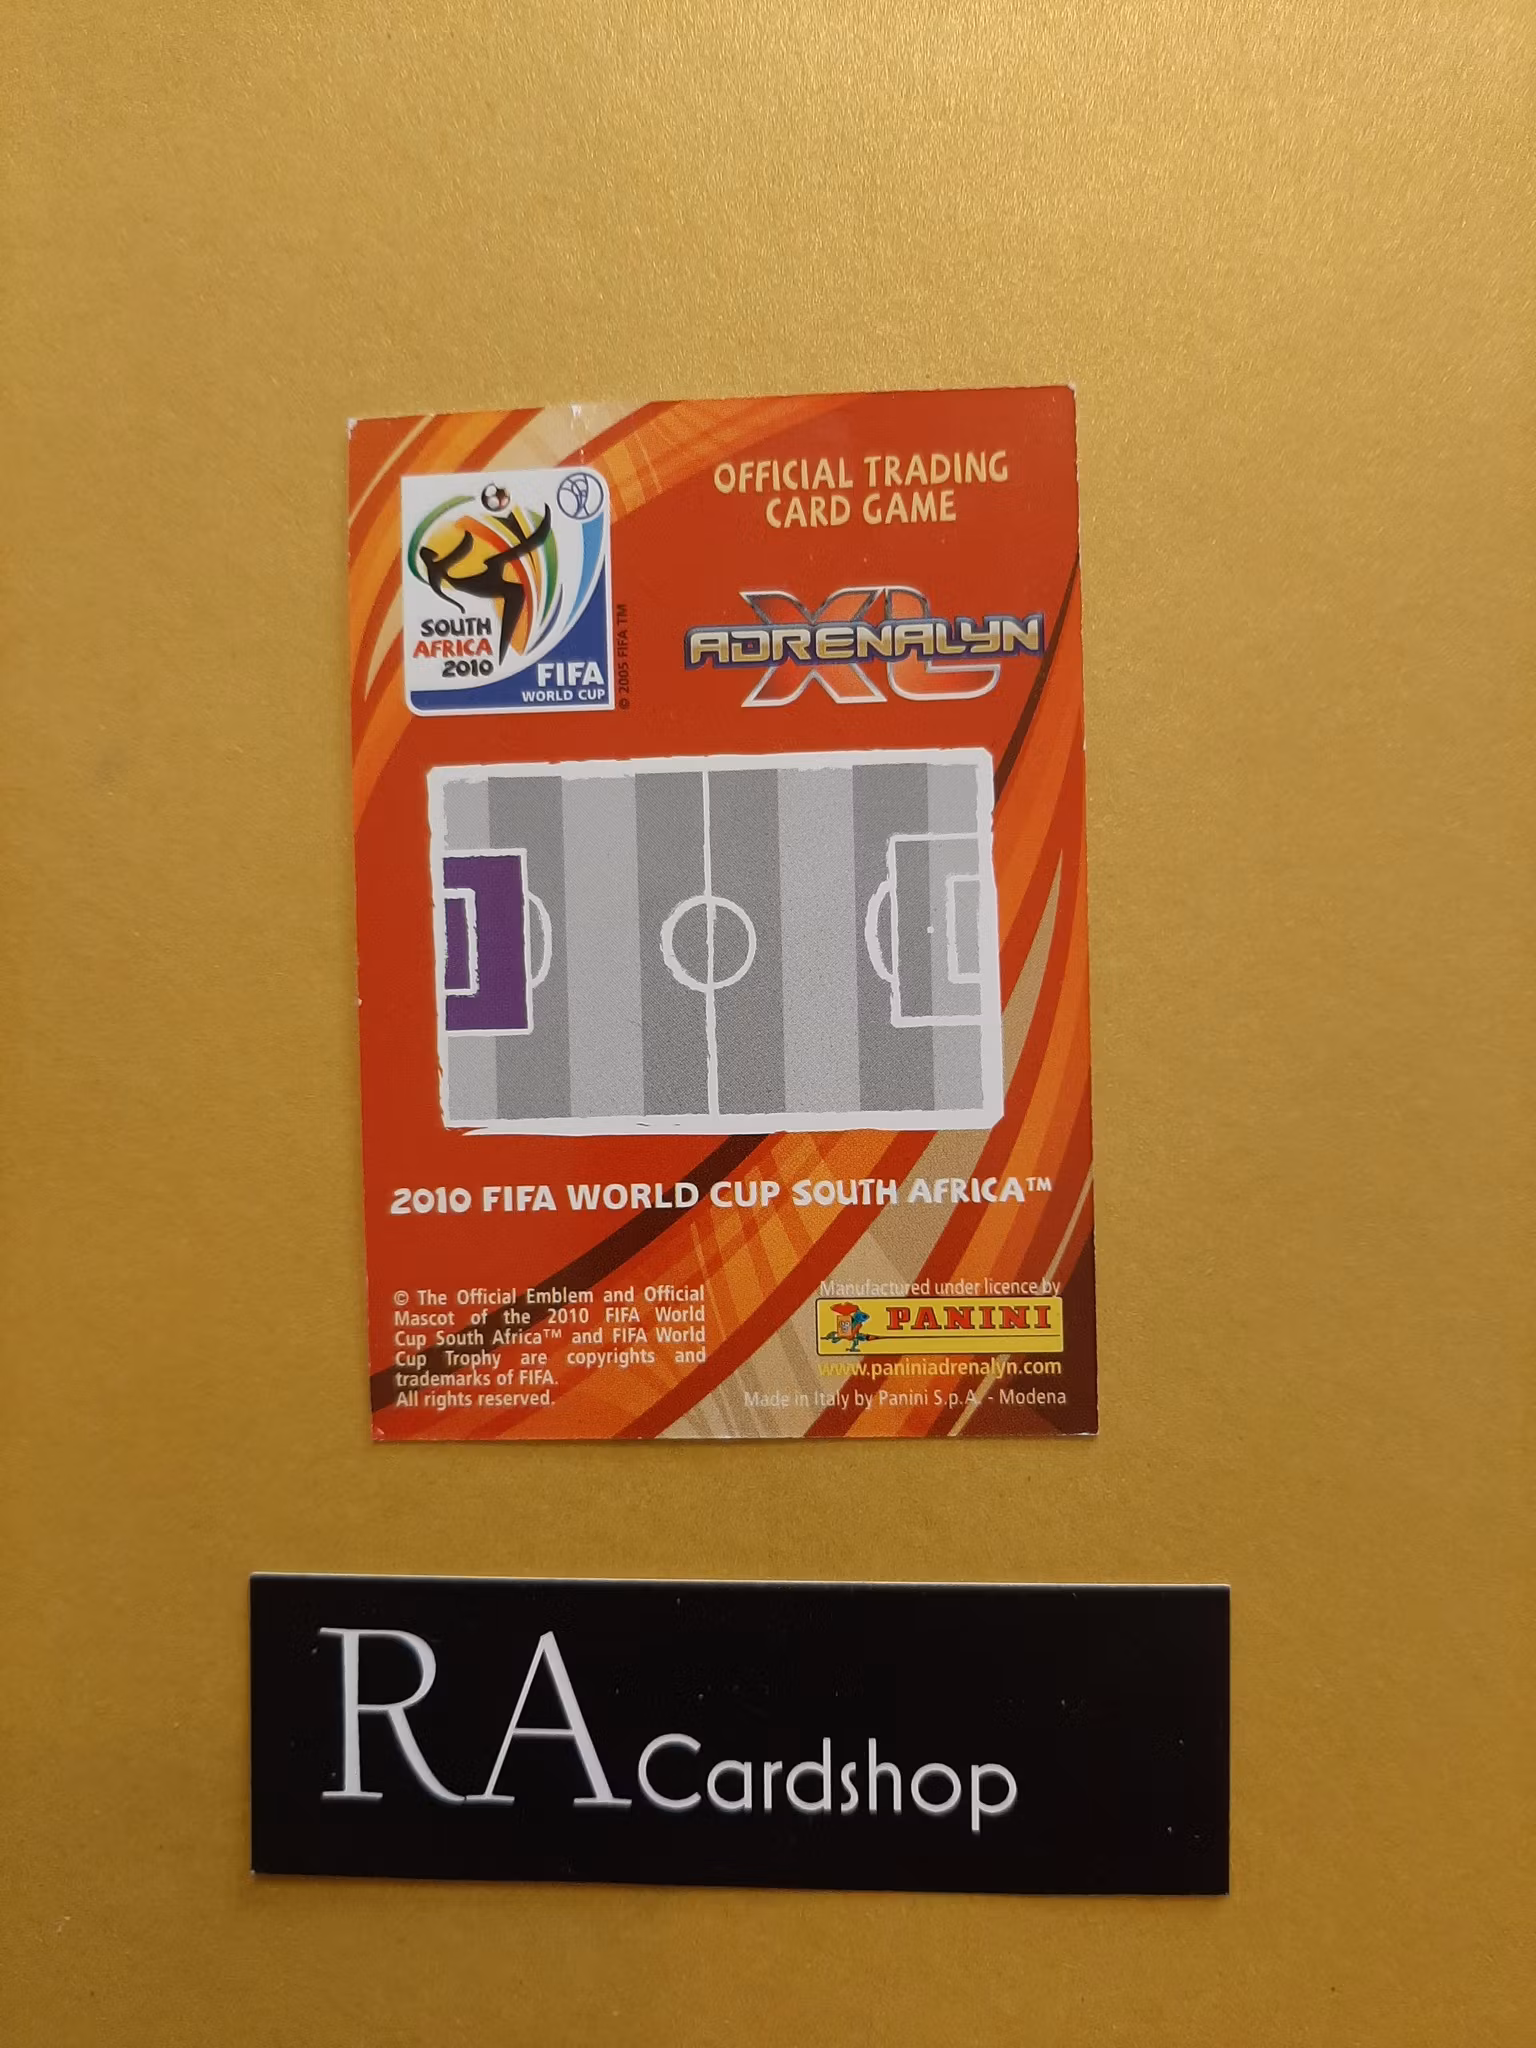 OFFICIAL TRADING
CARD GAME
SOUTH
AFRICA
2010
FIFA
WORLD CUP
© 2005 FIFA TM
ADRENALYN
XL
2010 FIFA WORLD CUP SOUTH AFRICA™
© The Official Emblem and Official
Mascot of the 2010 FIFA World
Cup South Africa™ and FIFA World
Cup Trophy are copyrights and
trademarks of FIFA.
All rights reserved.
Manufactured under licence by
PANINI
www.paniniadrenalyn.com
Made in Italy by Panini S.p.A. - Modena
RA Cardshop